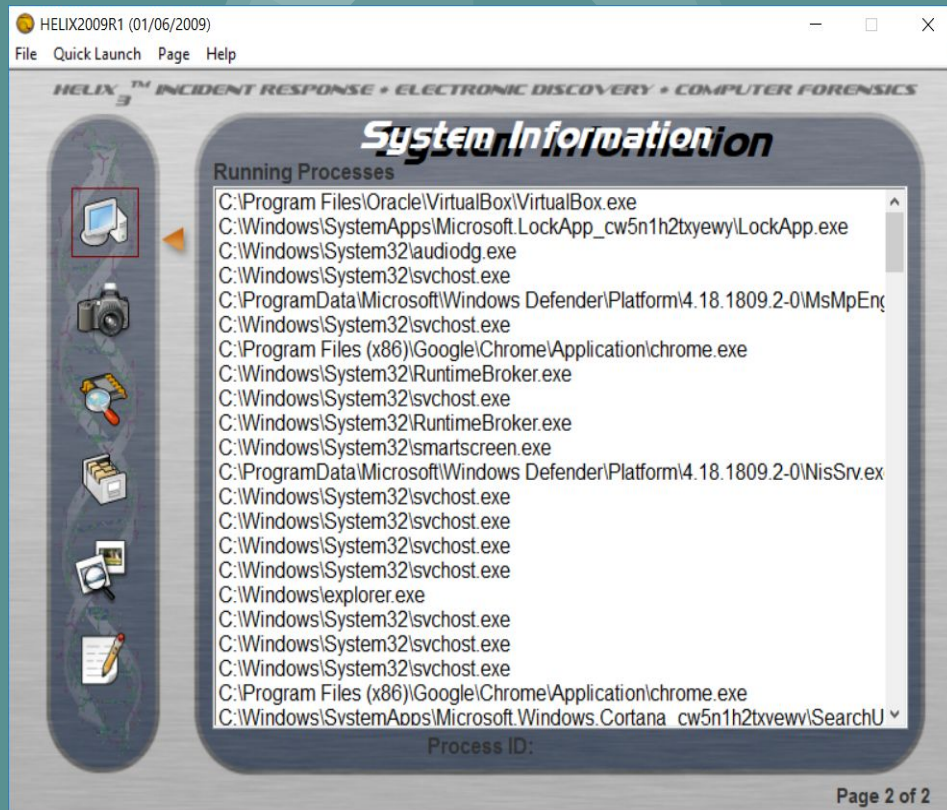 HELIX2009R1 (01/06/2009)
File Quick Launch Page Help
HELIX3™ INCIDENT RESPONSE • ELECTRONIC DISCOVERY • COMPUTER FORENSICS
System Information
Running Processes
C:\Program Files\Oracle\VirtualBox\VirtualBox.exe
C:\Windows\SystemApps\Microsoft.LockApp_cw5n1h2txyewy\LockApp.exe
C:\Windows\System32\audiodg.exe
C:\Windows\System32\svchost.exe
C:\ProgramData\Microsoft\Windows Defender\Platform\4.18.1809.2-0\MsMpEng
C:\Windows\System32\svchost.exe
C:\Program Files (x86)\Google\Chrome\Application\chrome.exe
C:\Windows\System32\RuntimeBroker.exe
C:\Windows\System32\svchost.exe
C:\Windows\System32\RuntimeBroker.exe
C:\Windows\System32\smartscreen.exe
C:\ProgramData\Microsoft\Windows Defender\Platform\4.18.1809.2-0\NisSrv.ex
C:\Windows\System32\svchost.exe
C:\Windows\System32\svchost.exe
C:\Windows\System32\svchost.exe
C:\Windows\System32\svchost.exe
C:\Windows\explorer.exe
C:\Windows\System32\svchost.exe
C:\Windows\System32\svchost.exe
C:\Windows\System32\svchost.exe
C:\Program Files (x86)\Google\Chrome\Application\chrome.exe
C:\Windows\SystemApps\Microsoft.Windows.Cortana_cw5n1h2txyewy\SearchU
Process ID:
Page 2 of 2